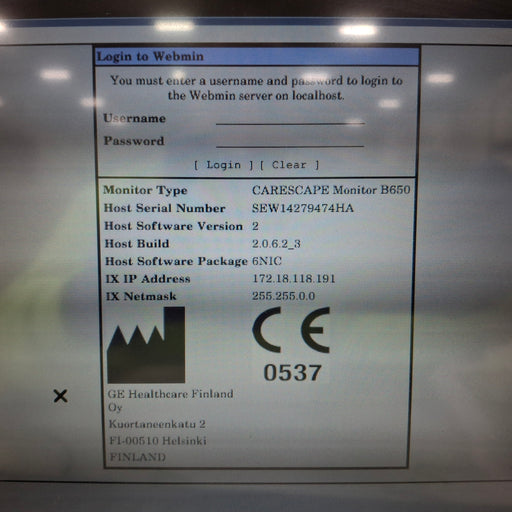 Login to Webmin
You must enter a username and password to login to
the Webmin server on localhost.
Username
Password
[ Login ] [ Clear ]
Monitor Type CARESCAPE Monitor B650
Host Serial Number SEW14279474HA
Host Software Version 2
Host Build 2.0.6.2_3
Host Software Package 6NIC
IX IP Address 172.18.118.191
IX Netmask 255.255.0.0
CE
0537
GE Healthcare Finland
Oy
Kuortaneenkatu 2
FI-00510 Helsinki
FINLAND